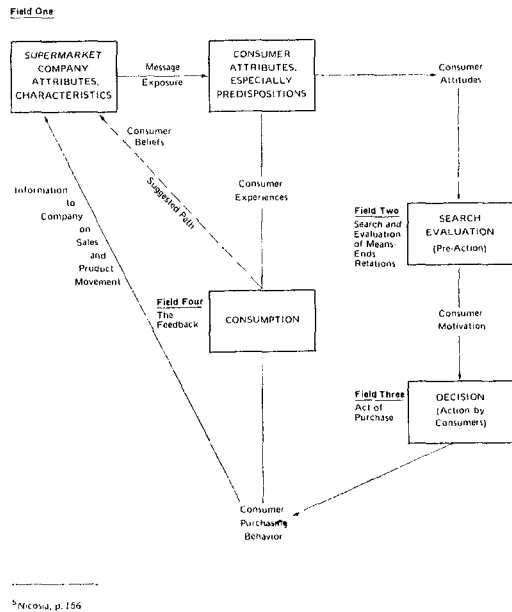 Field One
SUPERMARKET
COMPANY
ATTRIBUTES,
CHARACTERISTICS
Message
Exposure
CONSUMER
ATTRIBUTES,
ESPECIALLY
PREDISPOSITIONS
Consumer
Attitudes
Consumer
Beliefs
Suggested Path
Consumer
Experiences
Information
to
Company
on
Sales
and
Product
Movement
Field Two
Search and
Evaluation
of Means-
Ends
Relations
SEARCH
EVALUATION
(Pre-Action)
Field Four
The
Feedback
CONSUMPTION
Consumer
Motivation
Field Three
Act of
Purchase
DECISION
(Action by
Consumers)
Consumer
Purchasing
Behavior
5Nicosia, p. 156